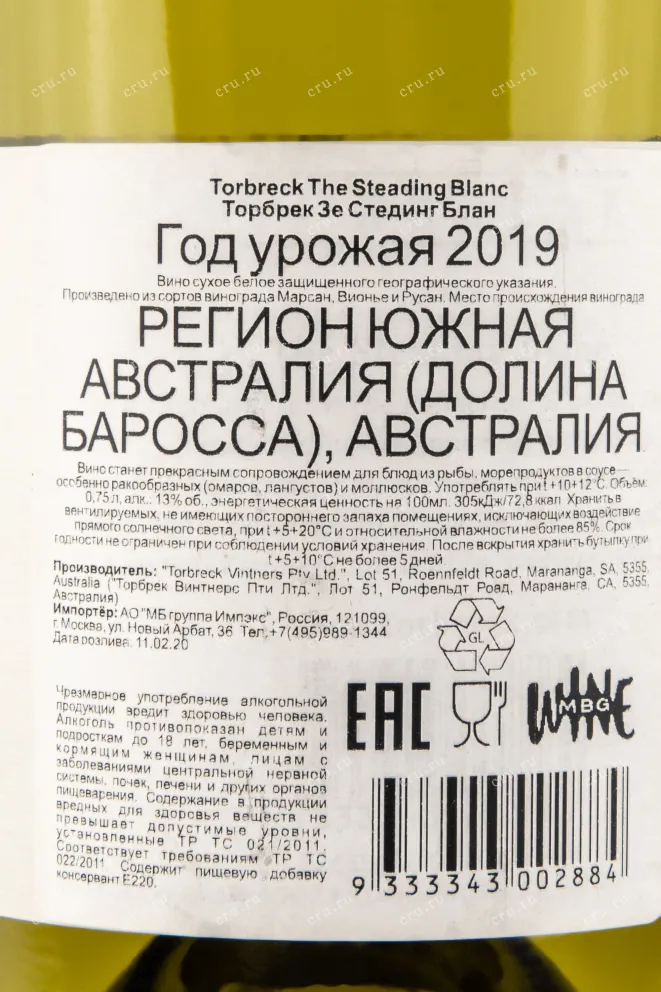 cru.ru cru.ru cru.ru cru.ru
Torbreck The Steading Blanc
Торбрек Зе Стединг Блан
Год урожая 2019
Вино сухое белое защищенного географического указания.
Произведено из сортов винограда Марсан, Вионье и Русан. Место происхождения винограда
РЕГИОН ЮЖНАЯ
АВСТРАЛИЯ (ДОЛИНА
БАРОССА), АВСТРАЛИЯ
Вино станет прекрасным сопровождением для блюд из рыбы, морепродуктов в соусе—
особенно ракообразных (омаров, лангустов) и моллюсков. Употреблять при t +10+12°C. Объём:
0,75 л, алк.: 13% об., энергетическая ценность на 100мл. 305кДж/72,8 ккал. Хранить в
вентилируемых, не имеющих постороннего запаха помещениях, исключающих воздействие
прямого солнечного света, при t +5+20°C и относительной влажности не более 85%. Срок
годности не ограничен при соблюдении условий хранения. После вскрытия хранить бутылку при
t +5+10°C не более 5 дней
Производитель: "Torbreck Vintners Pty Ltd.", Lot 51, Roennfeldt Road, Marananga, SA, 5355,
Australia ("Торбрек Винтнерс Пти Лтд.", Лот 51, Ронфельдт Роад, Марананга, СА, 5355,
Австралия)
Импортёр: АО "МБ группа Импэкс", Россия, 121099,
г. Москва, ул. Новый Арбат, 36 Тел.:+7(495)989-1344
Дата розлива: 11.02.20
GL
Чрезмерное употребление алкогольной
продукции вредит здоровью человека.
Алкоголь противопоказан детям и
подросткам до 18 лет, беременным и
кормящим женщинам, лицам с
заболеваниями центральной нервной
системы, почек, печени и других органов
пищеварения. Содержание в продукции
вредных для здоровья веществ не
превышает допустимые уровни,
установленные ТР ТС 021/2011.
Соответствует требованиям ТР ТС
022/2011 Содержит пищевую добавку
консервант Е220.
EAC
WINE
MBG
9 333343 002884